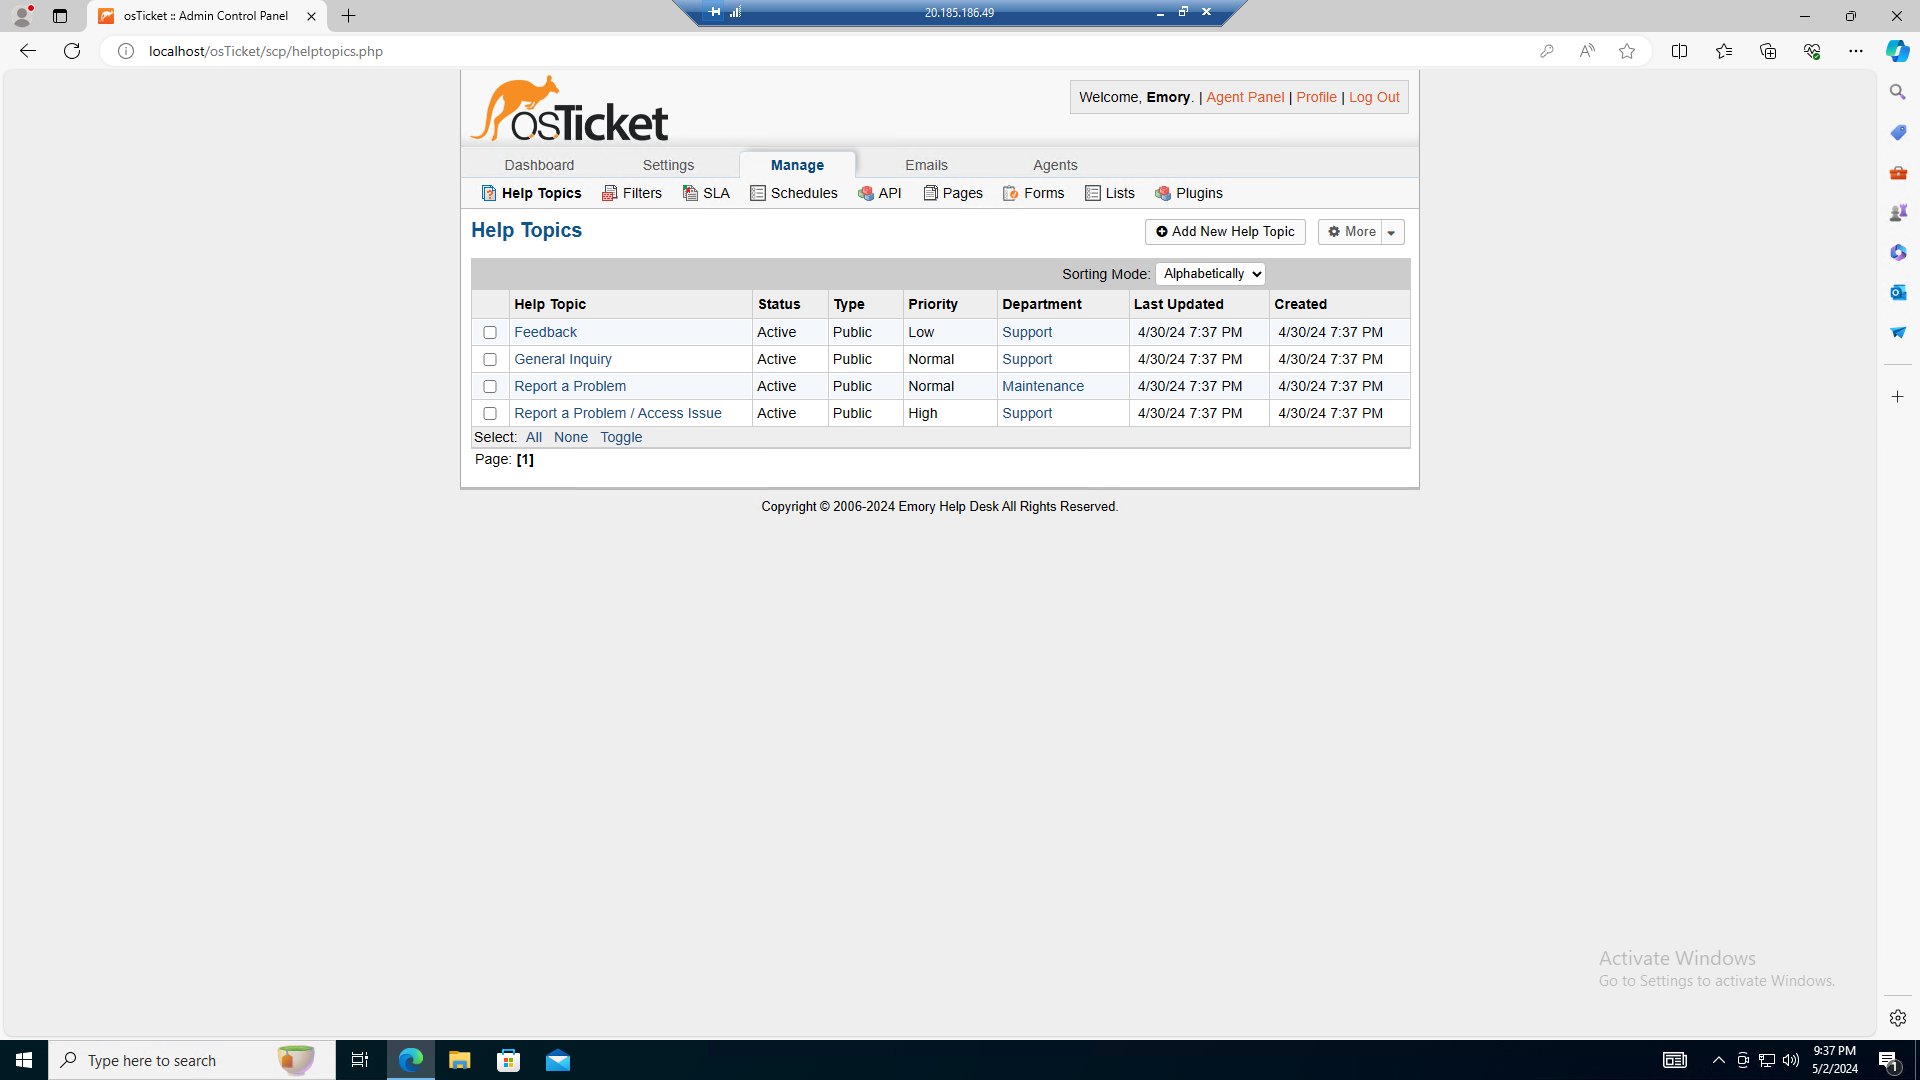 osTicket :: Admin Control Panel
20.185.186.49
localhost/osTicket/scp/helptopics.php
osTicket
Welcome, Emory. | Agent Panel | Profile | Log Out
Dashboard Settings Manage Emails Agents
Help Topics Filters SLA Schedules API Pages Forms Lists Plugins
Help Topics
Add New Help Topic More
Sorting Mode: Alphabetically
Help Topic Status Type Priority Department Last Updated Created
Feedback Active Public Low Support 4/30/24 7:37 PM 4/30/24 7:37 PM
General Inquiry Active Public Normal Support 4/30/24 7:37 PM 4/30/24 7:37 PM
Report a Problem Active Public Normal Maintenance 4/30/24 7:37 PM 4/30/24 7:37 PM
Report a Problem / Access Issue Active Public High Support 4/30/24 7:37 PM 4/30/24 7:37 PM
Select: All None Toggle
Page: [1]
Copyright © 2006-2024 Emory Help Desk All Rights Reserved.
Activate Windows
Go to Settings to activate Windows.
Type here to search
9:37 PM
5/2/2024
1